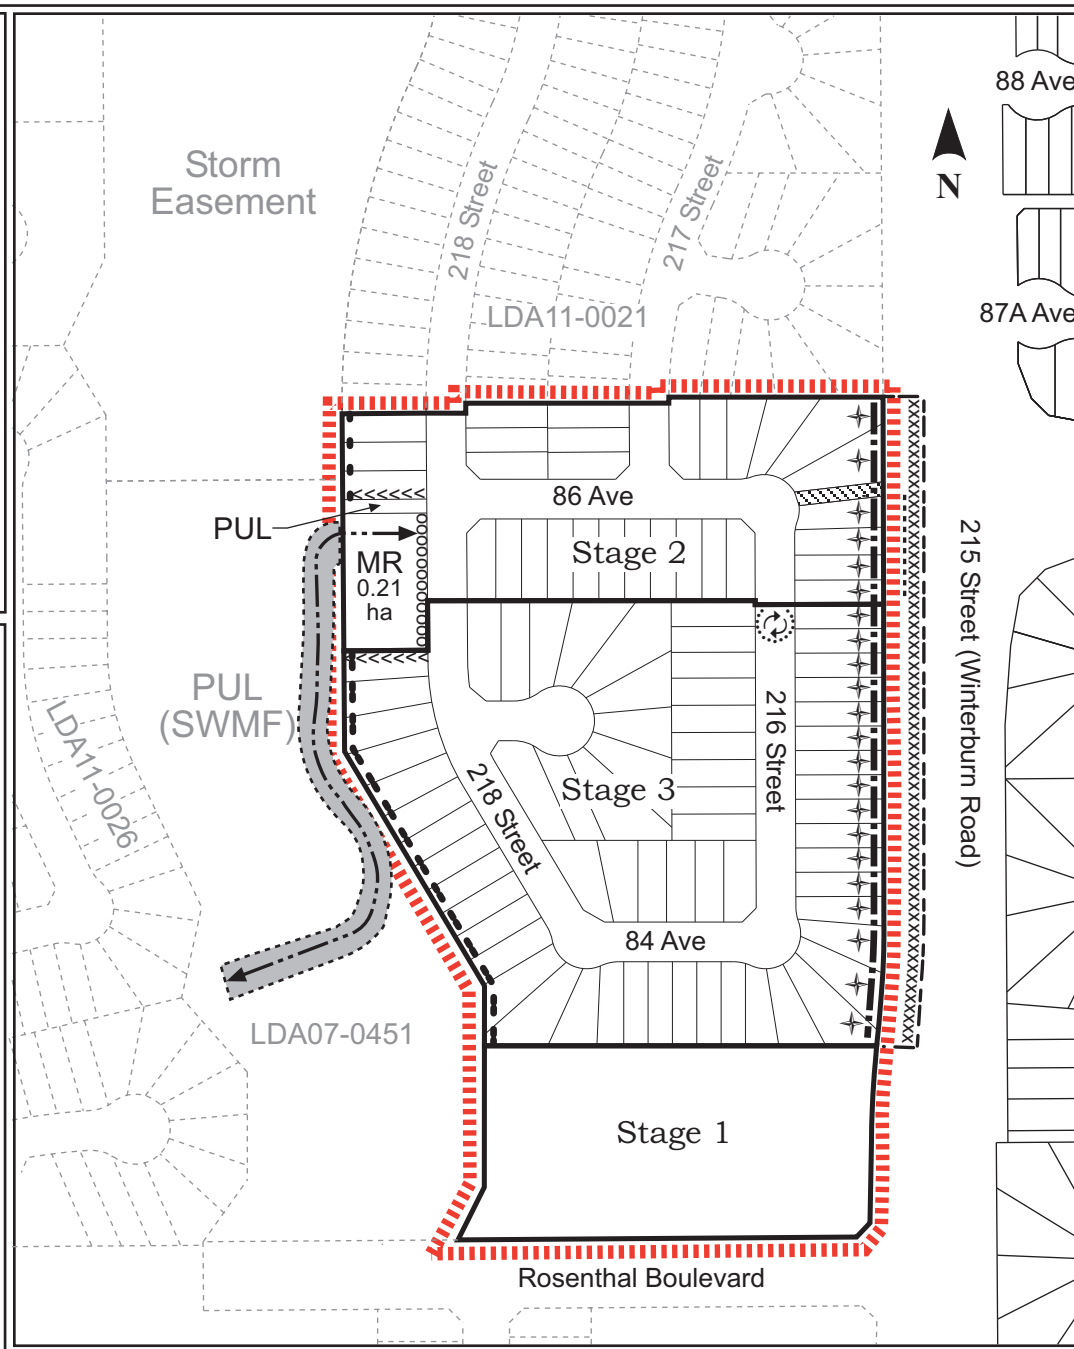 88 Ave
Storm
Easement
N
218 Street
217 Street
LDA11-0021
87A Ave
86 Ave
PUL
Stage 2
MR
0.21
ha
215 Street (Winterburn Road)
PUL
(SWMF)
LDA11-0026
216 Street
218 Street
Stage 3
84 Ave
LDA07-0451
Stage 1
Rosenthal Boulevard